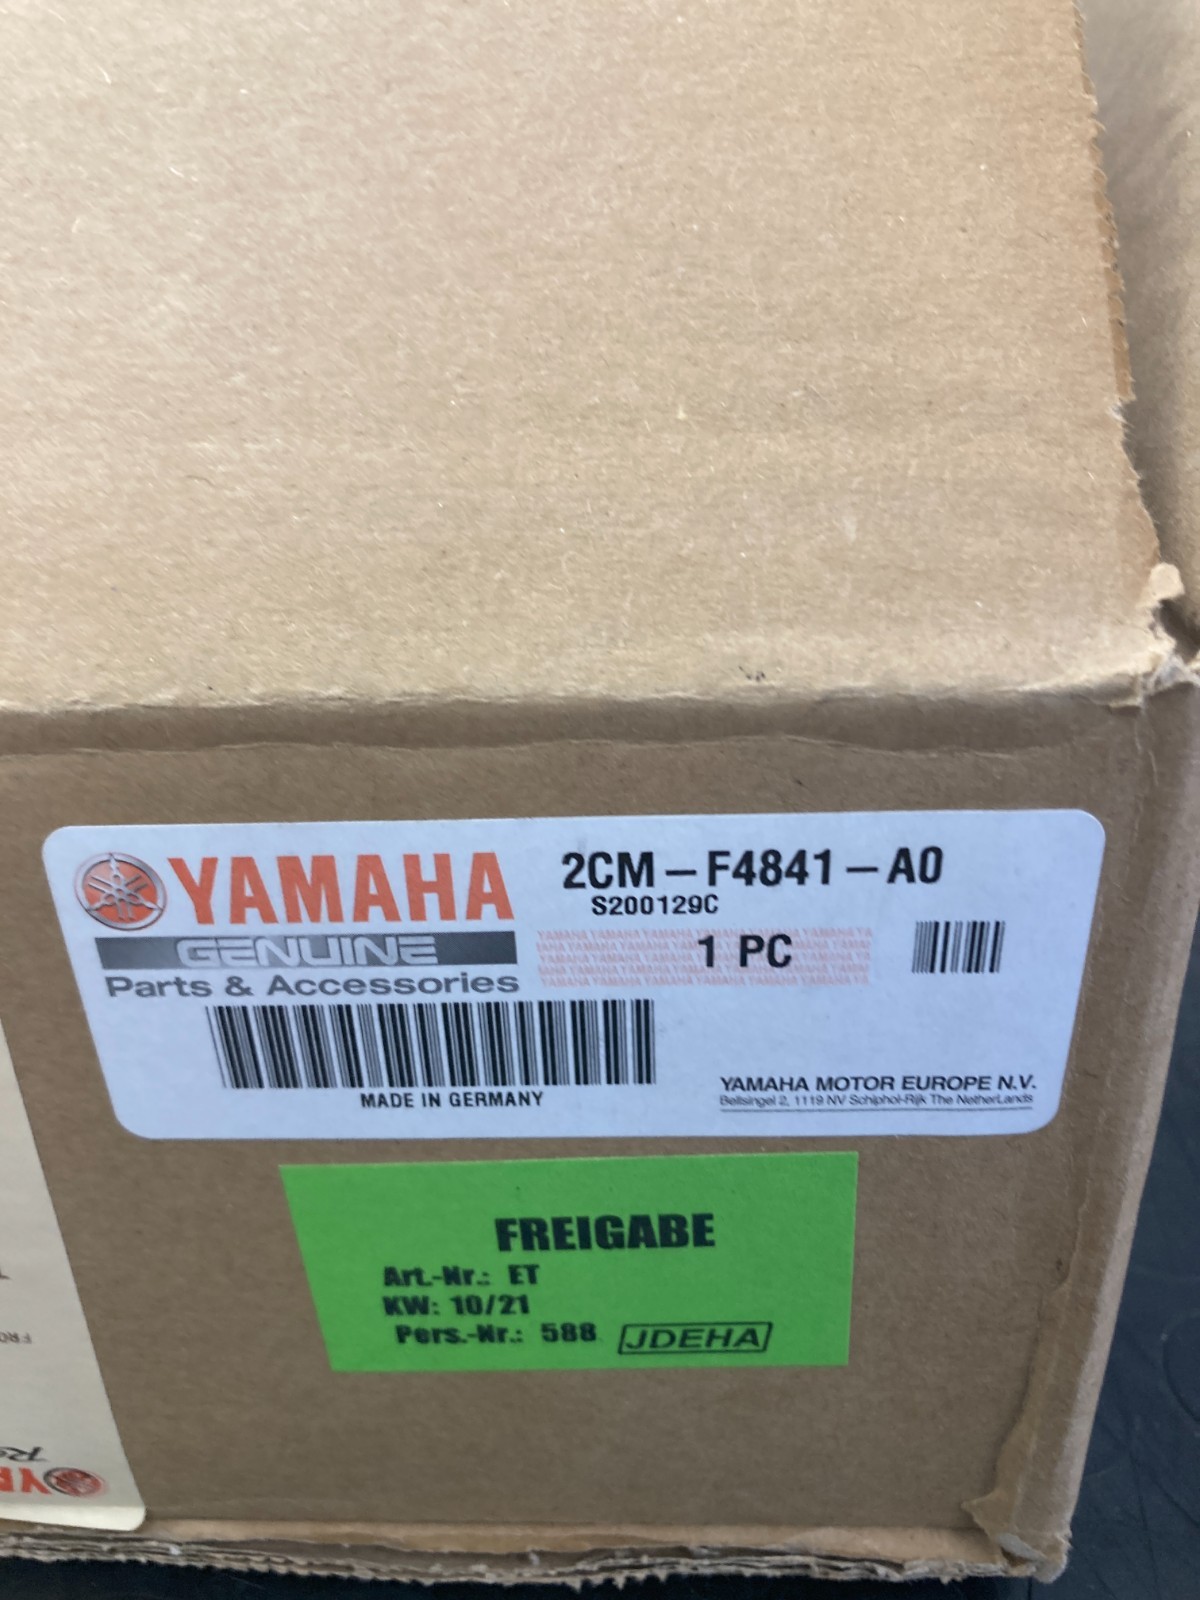 YAMAHA
GENUINE
Parts & Accessories
2CM-F4841-A0
S200129C
1 PC
MADE IN GERMANY
YAMAHA MOTOR EUROPE N.V.
Bellsingel 2, 1119 NV Schiphol-Rijk The NetherLands
FREIGABE
Art.-Nr.: ET
KW: 10/21
Pers.-Nr.: 588 JDEHA